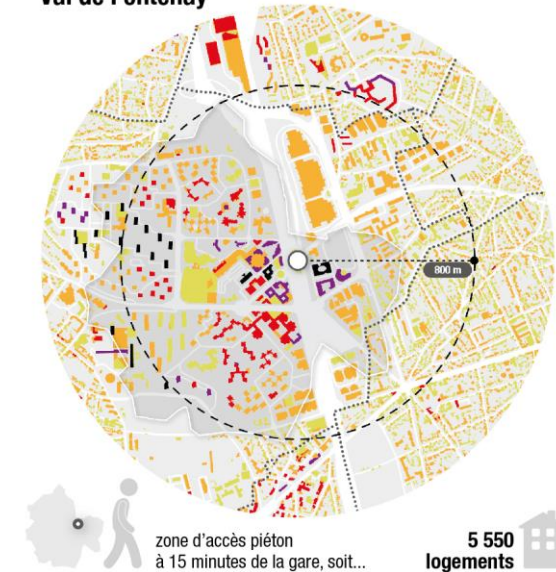 Val de Fontenay
800 m
zone d'accès piéton
à 15 minutes de la gare, soit...
5 550
logements